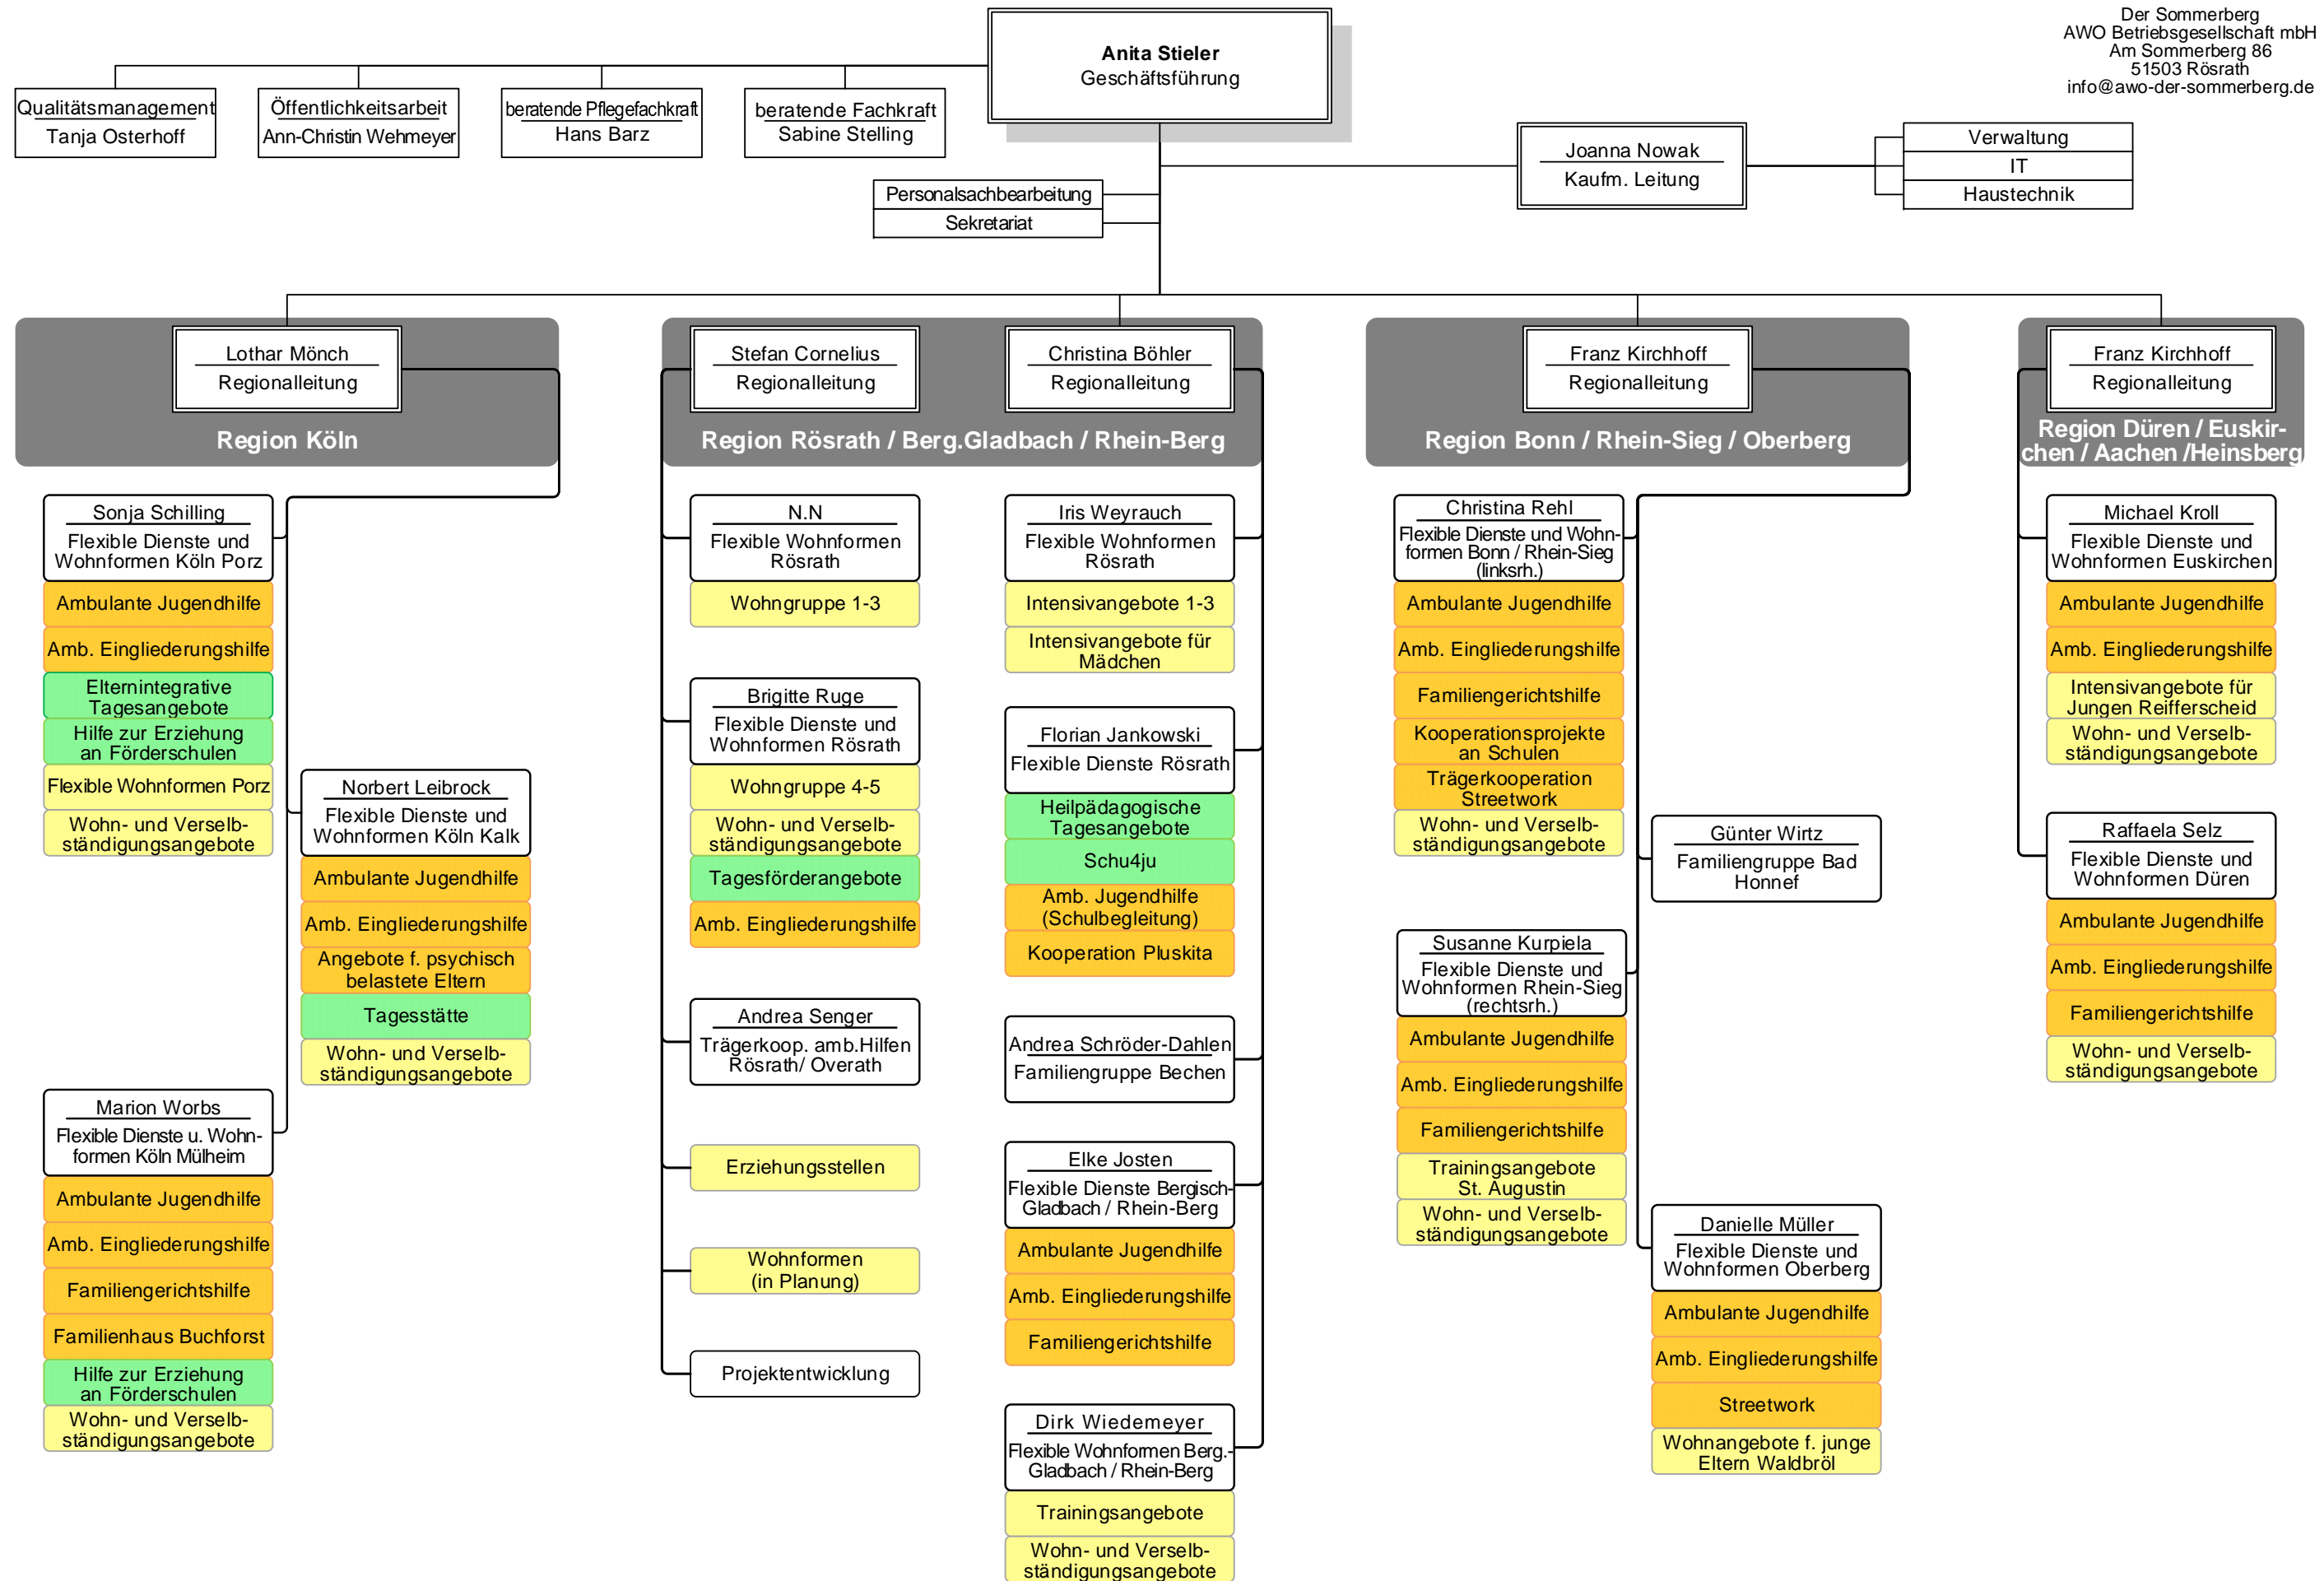 Anita Stieler
Geschäftsführung
Der Sommerberg
AWO Betriebsgesellschaft mbH
Am Sommerberg 86
51503 Rösrath
info@awo-der-sommerberg.de
Qualitätsmanagement
Tanja Osterhoff
Öffentlichkeitsarbeit
Ann-Christin Wehmeyer
beratende Pflegefachkraft
Hans Barz
beratende Fachkraft
Sabine Stelling
Joanna Nowak
Kaufm. Leitung
Verwaltung
IT
Haustechnik
Personalsachbearbeitung
Sekretariat
Lothar Mönch
Regionalleitung
Region Köln
Stefan Cornelius
Regionalleitung
Christina Böhler
Regionalleitung
Region Rösrath / Berg.Gladbach / Rhein-Berg
Franz Kirchhoff
Regionalleitung
Region Bonn / Rhein-Sieg / Oberberg
Franz Kirchhoff
Regionalleitung
Region Düren / Euskir-
chen / Aachen /Heinsberg
Sonja Schilling
Flexible Dienste und
Wohnformen Köln Porz
Ambulante Jugendhilfe
Amb. Eingliederungshilfe
Elternintegrative
Tagesangebote
Hilfe zur Erziehung
an Förderschulen
Flexible Wohnformen Porz
Wohn- und Verselb-
ständigungsangebote
Norbert Leibrock
Flexible Dienste und
Wohnformen Köln Kalk
Ambulante Jugendhilfe
Amb. Eingliederungshilfe
Angebote f. psychisch
belastete Eltern
Tagesstätte
Wohn- und Verselb-
ständigungsangebote
Marion Worbs
Flexible Dienste u. Wohn-
formen Köln Mülheim
Ambulante Jugendhilfe
Amb. Eingliederungshilfe
Familiengerichtshilfe
Familienhaus Buchforst
Hilfe zur Erziehung
an Förderschulen
Wohn- und Verselb-
ständigungsangebote
N.N
Flexible Wohnformen
Rösrath
Wohngruppe 1-3
Brigitte Ruge
Flexible Dienste und
Wohnformen Rösrath
Wohngruppe 4-5
Wohn- und Verselb-
ständigungsangebote
Tagesförderangebote
Amb. Eingliederungshilfe
Andrea Senger
Trägerkoop. amb.Hilfen
Rösrath/ Overath
Erziehungsstellen
Wohnformen
(in Planung)
Projektentwicklung
Iris Weyrauch
Flexible Wohnformen
Rösrath
Intensivangebote 1-3
Intensivangebote für
Mädchen
Florian Jankowski
Flexible Dienste Rösrath
Heilpädagogische
Tagesangebote
Schu4ju
Amb. Jugendhilfe
(Schulbegleitung)
Kooperation Pluskita
Andrea Schröder-Dahlen
Familiengruppe Bechen
Elke Josten
Flexible Dienste Bergisch-
Gladbach / Rhein-Berg
Ambulante Jugendhilfe
Amb. Eingliederungshilfe
Familiengerichtshilfe
Dirk Wiedemeyer
Flexible Wohnformen Berg.-
Gladbach / Rhein-Berg
Trainingsangebote
Wohn- und Verselb-
ständigungsangebote
Christina Rehl
Flexible Dienste und Wohn-
formen Bonn / Rhein-Sieg
(linksrh.)
Ambulante Jugendhilfe
Amb. Eingliederungshilfe
Familiengerichtshilfe
Kooperationsprojekte
an Schulen
Trägerkooperation
Streetwork
Wohn- und Verselb-
ständigungsangebote
Günter Wirtz
Familiengruppe Bad
Honnef
Susanne Kurpiela
Flexible Dienste und
Wohnformen Rhein-Sieg
(rechtsrh.)
Ambulante Jugendhilfe
Amb. Eingliederungshilfe
Familiengerichtshilfe
Trainingsangebote
St. Augustin
Wohn- und Verselb-
ständigungsangebote
Danielle Müller
Flexible Dienste und
Wohnformen Oberberg
Ambulante Jugendhilfe
Amb. Eingliederungshilfe
Streetwork
Wohnangebote f. junge
Eltern Waldbröl
Michael Kroll
Flexible Dienste und
Wohnformen Euskirchen
Ambulante Jugendhilfe
Amb. Eingliederungshilfe
Intensivangebote für
Jungen Reifferscheid
Wohn- und Verselb-
ständigungsangebote
Raffaela Selz
Flexible Dienste und
Wohnformen Düren
Ambulante Jugendhilfe
Amb. Eingliederungshilfe
Familiengerichtshilfe
Wohn- und Verselb-
ständigungsangebote